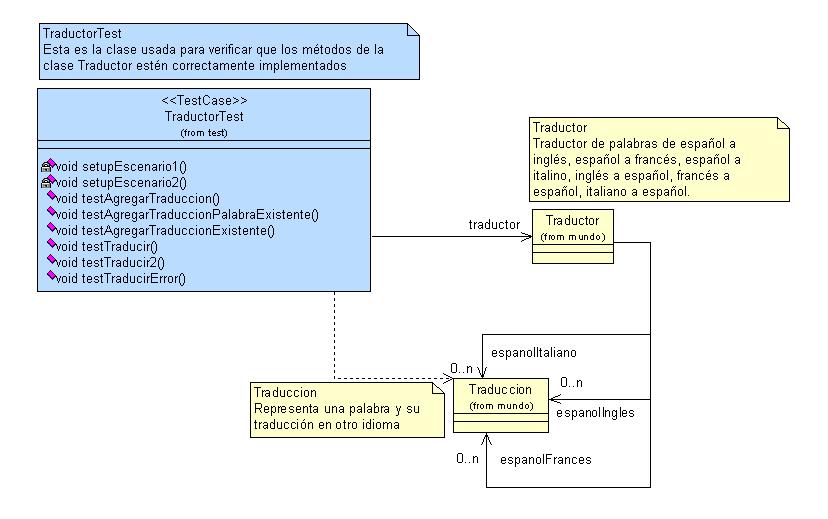 TraductorTest
Esta es la clase usada para verificar que los métodos de la
clase Traductor estén correctamente implementados
<<TestCase>>
TraductorTest
(from test)
void setupEscenario1()
void setupEscenario2()
void testAgregarTraduccion()
void testAgregarTraduccionPalabraExistente()
void testAgregarTraduccionExistente()
void testTraducir()
void testTraducir2()
void testTraducirError()
Traductor
Traductor de palabras de español a
inglés, español a francés, español a
italino, inglés a español, francés a
español, italiano a español.
traductor
Traductor
(from mundo)
espanolItaliano
0..n
Traduccion
Representa una palabra y su
traducción en otro idioma
Traduccion
(from mundo)
0..n
espanolIngles
0..n
espanolFrances